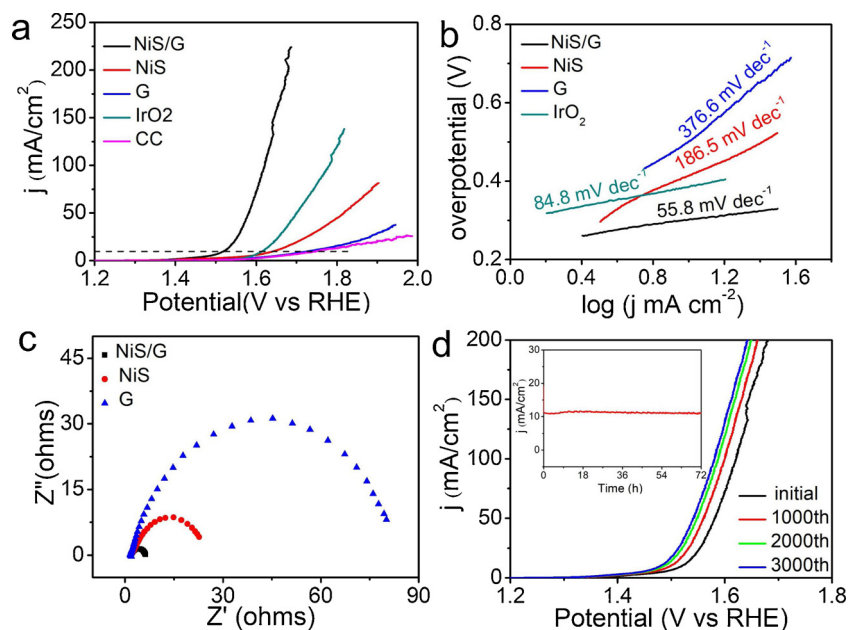 a
NiS/G
NiS
G
IrO2
CC
j (mA/cm²)
225
200
175
150
125
100
75
50
25
0
1.2 1.4 1.6 1.8 2.0
Potential(V vs RHE)
b
NiS/G
NiS
G
IrO₂
overpotential (V)
0.8
0.6
0.4
0.2
376.6 mV dec⁻¹
186.5 mV dec⁻¹
84.8 mV dec⁻¹
55.8 mV dec⁻¹
0.0 0.4 0.8 1.2 1.6
log (j mA cm⁻²)
c
NiS/G
NiS
G
Z"(ohms)
45
30
15
0
0 30 60 90
Z' (ohms)
d
j (mA/cm²)
200
150
100
50
0
j (mA/cm²)
30
20
10
0
0 18 36 54 72
Time (h)
initial
1000th
2000th
3000th
1.2 1.4 1.6 1.8
Potential (V vs RHE)